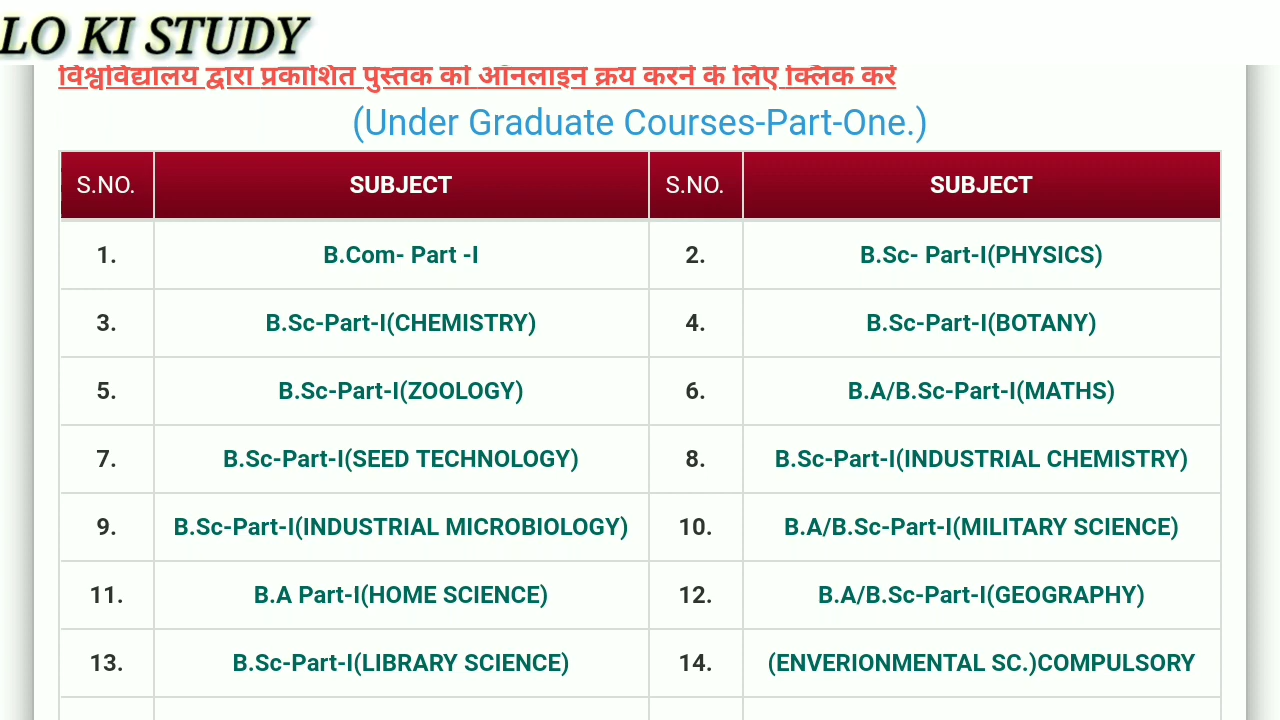 LO KI STUDY
विश्वविद्यालय द्वारा प्रकाशित पुस्तक को ऑनलाइन क्रय करने के लिए क्लिक करें
(Under Graduate Courses-Part-One.)
S.NO. SUBJECT S.NO. SUBJECT
1. B.Com- Part -I 2. B.Sc- Part-I(PHYSICS)
3. B.Sc-Part-I(CHEMISTRY) 4. B.Sc-Part-I(BOTANY)
5. B.Sc-Part-I(ZOOLOGY) 6. B.A/B.Sc-Part-I(MATHS)
7. B.Sc-Part-I(SEED TECHNOLOGY) 8. B.Sc-Part-I(INDUSTRIAL CHEMISTRY)
9. B.Sc-Part-I(INDUSTRIAL MICROBIOLOGY) 10. B.A/B.Sc-Part-I(MILITARY SCIENCE)
11. B.A Part-I(HOME SCIENCE) 12. B.A/B.Sc-Part-I(GEOGRAPHY)
13. B.Sc-Part-I(LIBRARY SCIENCE) 14. (ENVERIONMENTAL SC.)COMPULSORY